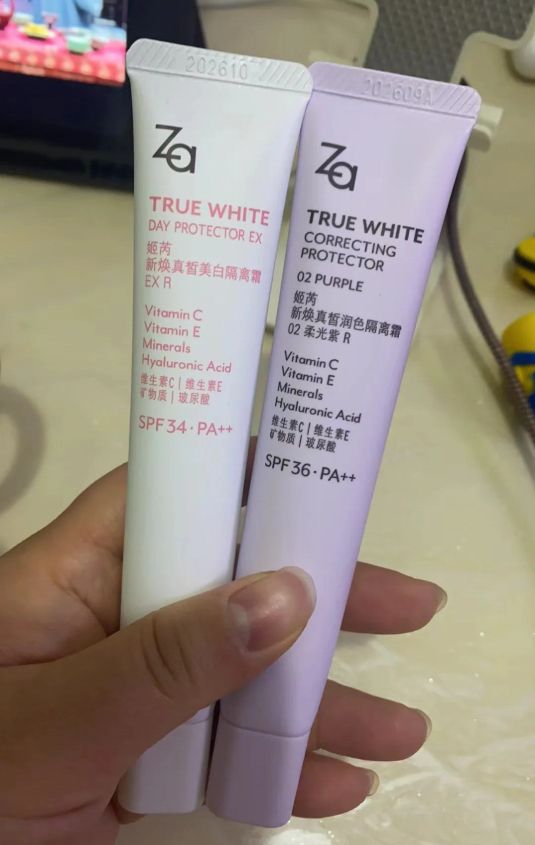 202610
Za
TRUE WHITE
DAY PROTECTOR EX
姬芮
新焕真皙美白隔离霜
EX R
Vitamin C
Vitamin E
Minerals
Hyaluronic Acid
维生素C | 维生素E
矿物质 | 玻尿酸
SPF 34 · PA++
202609A
Za
TRUE WHITE
CORRECTING
PROTECTOR
02 PURPLE
姬芮
新焕真皙润色隔离霜
02 柔光紫 R
Vitamin C
Vitamin E
Minerals
Hyaluronic Acid
维生素C | 维生素E
矿物质 | 玻尿酸
SPF 36 · PA++